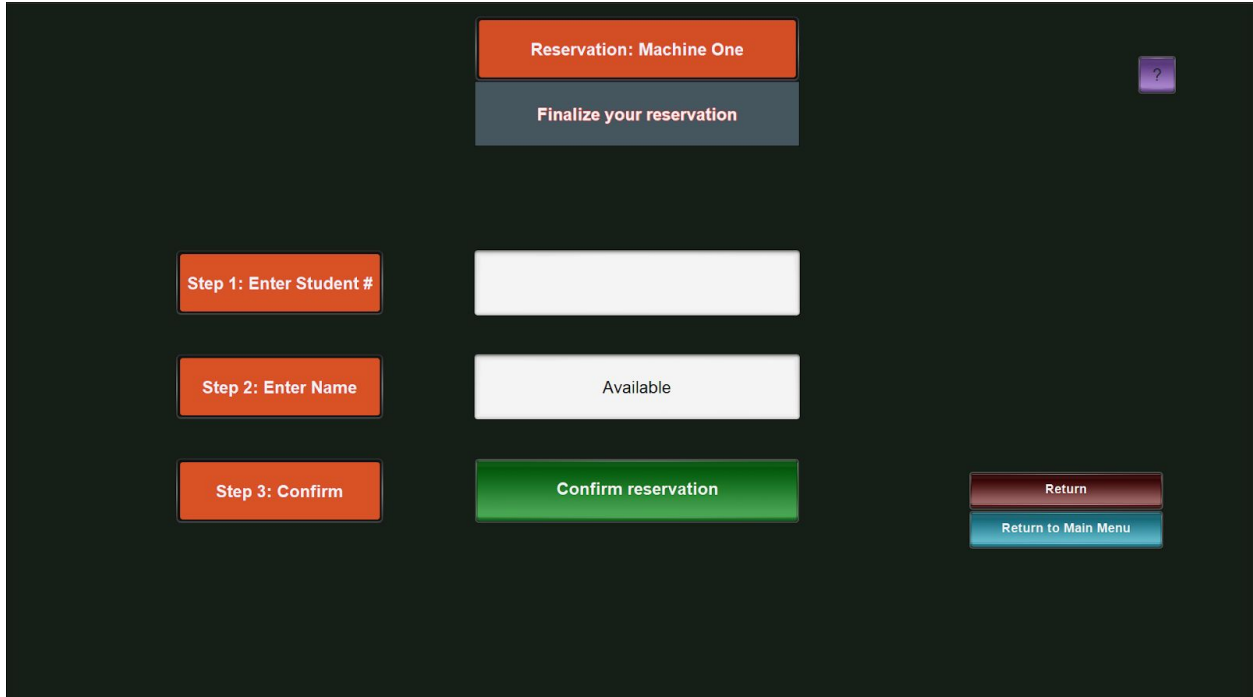 Reservation: Machine One
?
Finalize your reservation
Step 1: Enter Student #
Step 2: Enter Name
Available
Step 3: Confirm
Confirm reservation
Return
Return to Main Menu